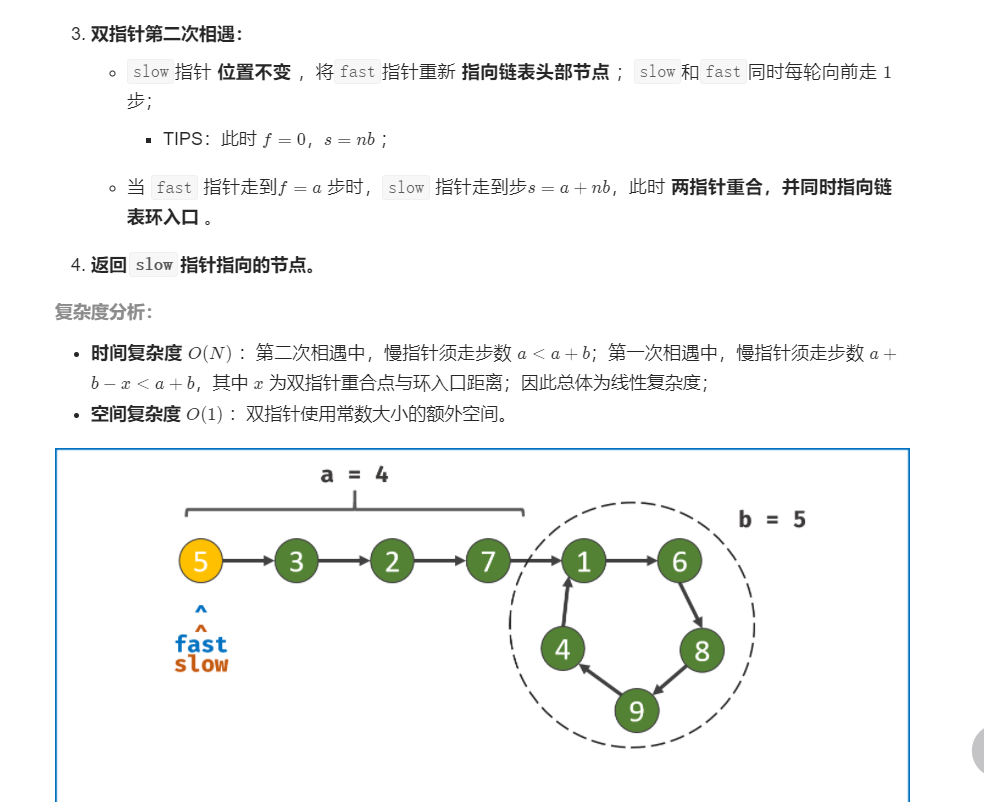 3. 双指针第二次相遇：
slow 指针 位置不变 ，将 fast 指针重新 指向链表头部节点 ；slow 和 fast 同时每轮向前走 1
步；
TIPS：此时 f = 0，s = nb ；
当 fast 指针走到f = a 步时，slow 指针走到步s = a + nb，此时 两指针重合，并同时指向链
表环入口 。
4. 返回 slow 指针指向的节点。
复杂度分析：
时间复杂度 O(N) ：第二次相遇中，慢指针须走步数 a < a + b；第一次相遇中，慢指针须走步数 a +
b − x < a + b，其中 x 为双指针重合点与环入口距离；因此总体为线性复杂度；
空间复杂度 O(1) ：双指针使用常数大小的额外空间。
a = 4
b = 5
5 3 2 7 1 6
^
^
fast
slow
4 8
9